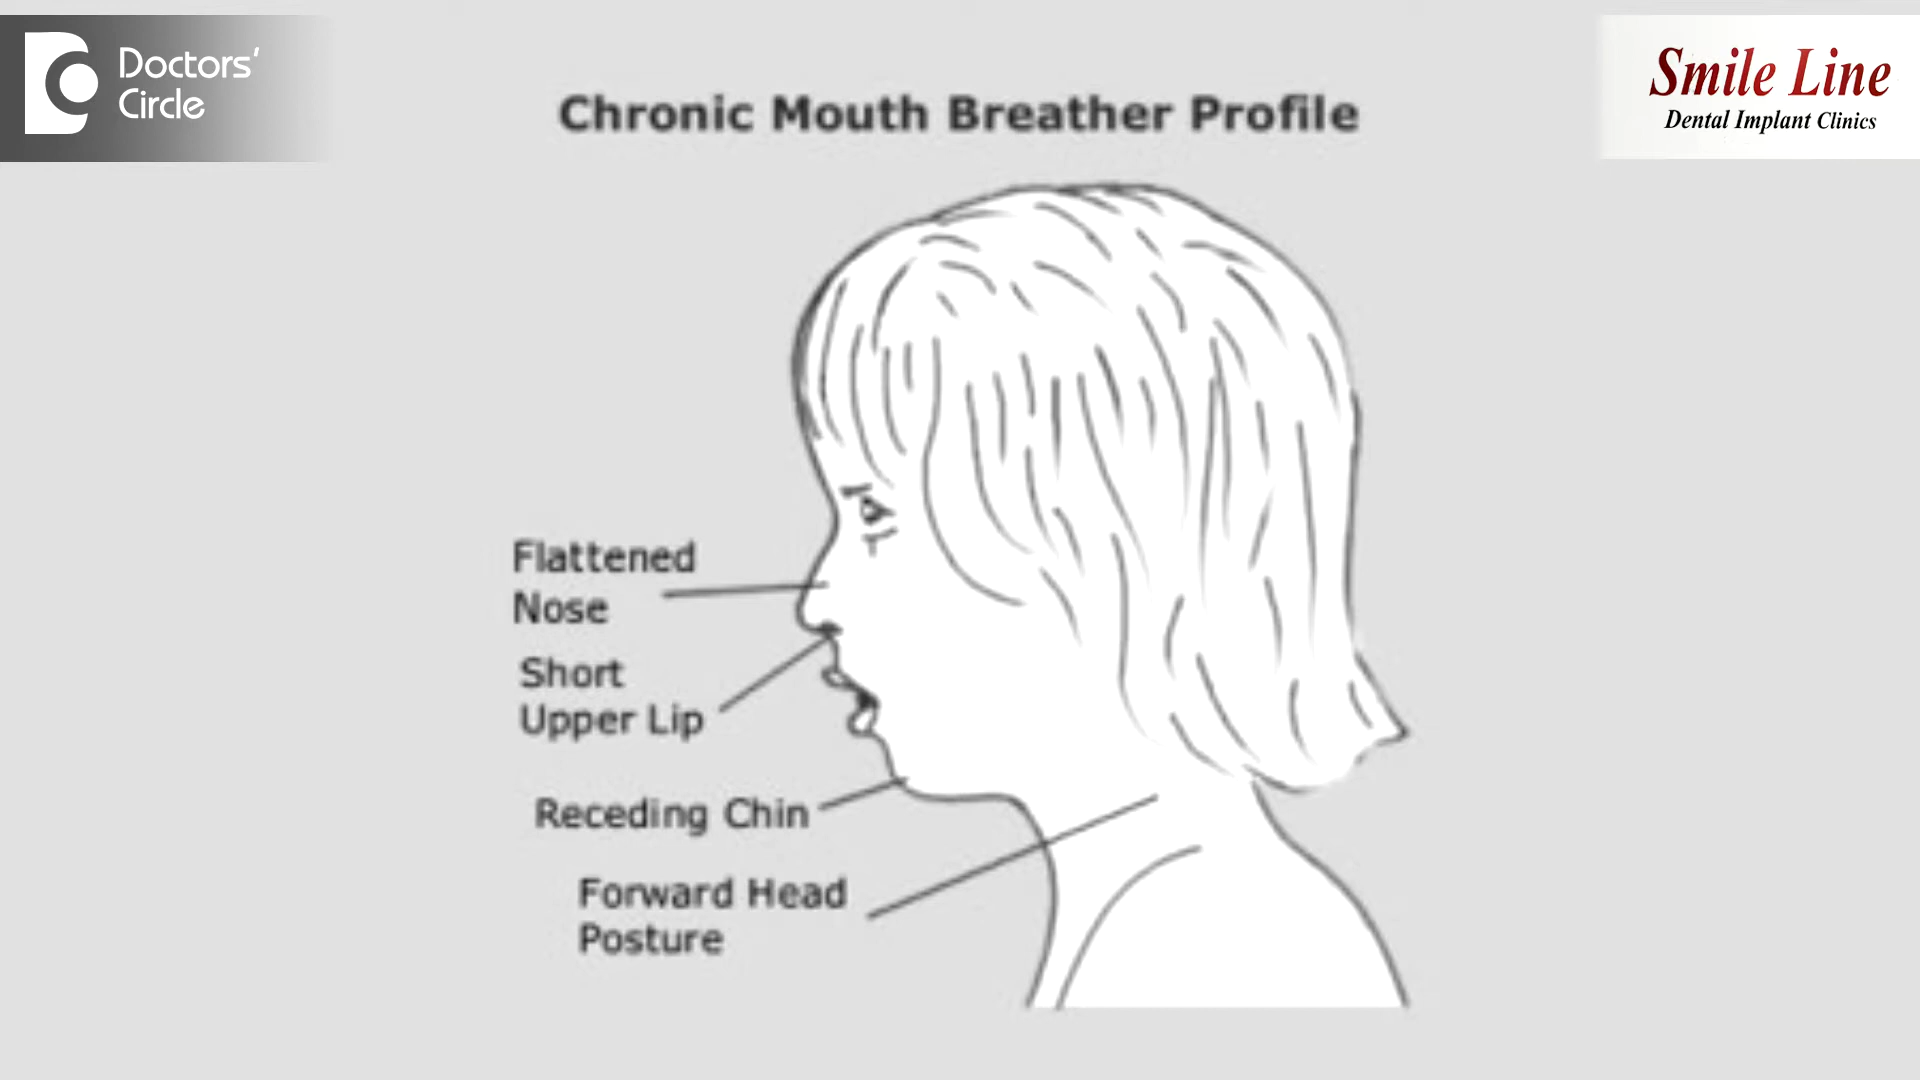 Doctors'
Circle
Smile Line
Dental Implant Clinics
Chronic Mouth Breather Profile
Flattened
Nose
Short
Upper Lip
Receding Chin
Forward Head
Posture